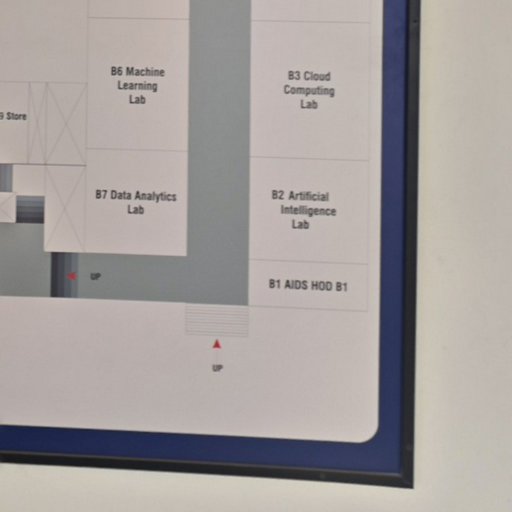 B6 Machine
Learning
Lab
B3 Cloud
Computing
Lab
9 Store
B7 Data Analytics
Lab
B2 Artificial
Intelligence
Lab
UP
B1 AIDS HOD B1
UP